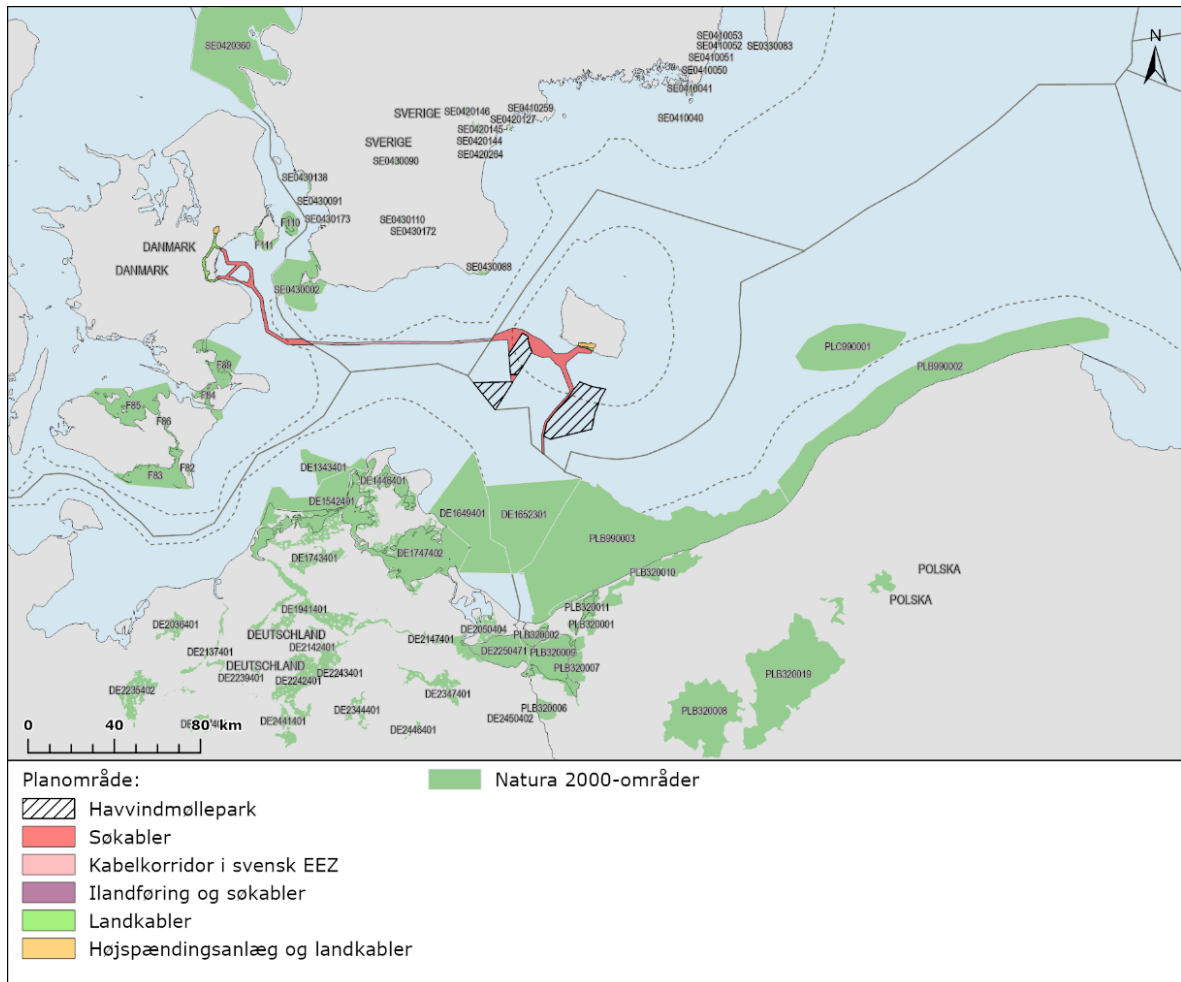 SE0420360
N
SE0410053
SE0410052
SE0330083
SE0410051
SE0410050
SE0410041
SE0410040
SVERIGE
SE0420146
SE0410259
SE0420127
SE0420145
SVERIGE
SE0420144
SE0420264
SE0430090
SE0430138
SE0430091
F110
SE0430173
SE0430110
SE0430172
F111
DANMARK
DANMARK
SE0430002
SE0430088
PLC990001
PLB990002
F89
F84
F85
F86
F82
F83
DE1343401
DE1446401
DE1542401
DE1649401
DE1652301
PLB990003
DE1747402
DE1743401
PLB320010
POLSKA
POLSKA
DE1941401
PLB320011
PLB320001
DE2036401
DEUTSCHLAND
DE2050404
PLB320002
DE2147401
DE2142401
DE2137401
DE2250471
PLB320009
DEUTSCHLAND
DE2243401
PLB320007
DE2239401
DE2242401
PLB320019
DE2235402
DE2347401
DE2344401
PLB320006
PLB320008
DE2441401
DE2450402
DE2446401
0 40 80 km
Planområde:
Natura 2000-områder
Havvindmøllepark
Søkabler
Kabelkorridor i svensk EEZ
Ilandføring og søkabler
Landkabler
Højspændingsanlæg og landkabler